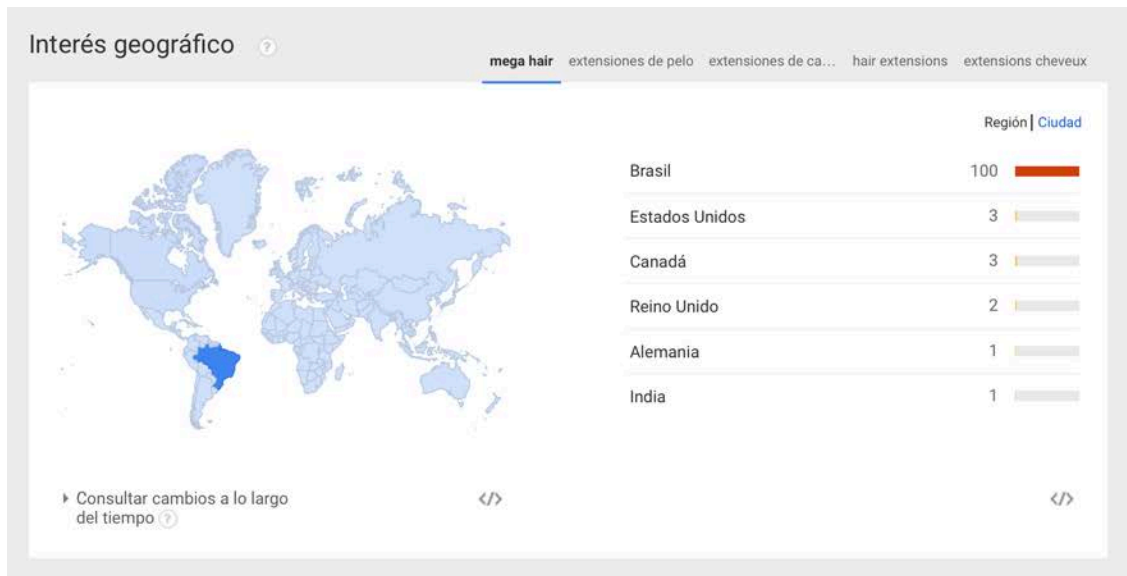 Interés geográfico ?
mega hair extensiones de pelo extensiones de ca... hair extensions extensions cheveux
Región | Ciudad
Brasil 100
Estados Unidos 3
Canadá 3
Reino Unido 2
Alemania 1
India 1
Consultar cambios a lo largo
del tiempo ?
</> </>